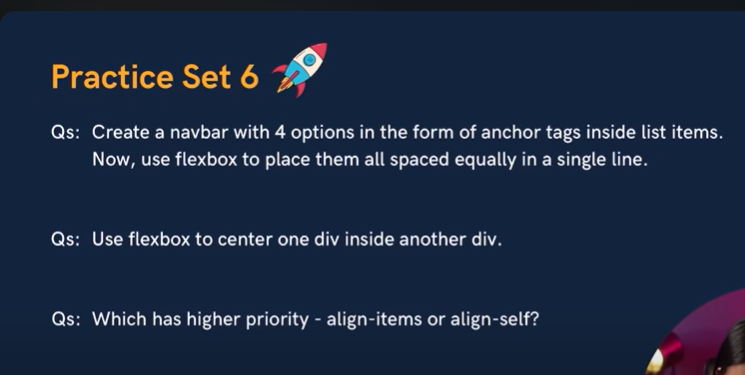 Practice Set 6
Qs: Create a navbar with 4 options in the form of anchor tags inside list items.
Now, use flexbox to place them all spaced equally in a single line.
Qs: Use flexbox to center one div inside another div.
Qs: Which has higher priority - align-items or align-self?